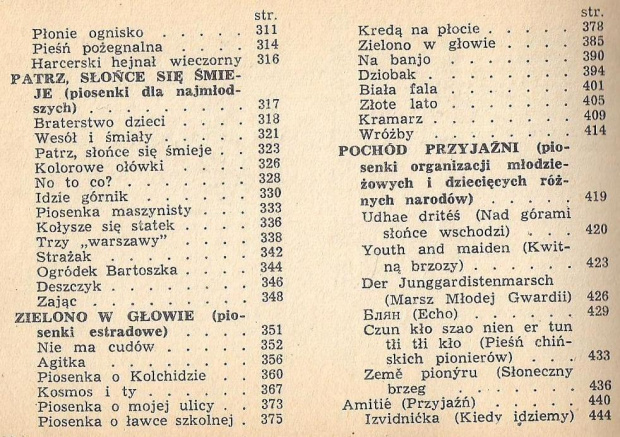 str.
Płonie ognisko . . . . . 311
Pieśń pożegnalna . . . . 314
Harcerski hejnał wieczorny 316
PATRZ, SŁOŃCE SIĘ ŚMIE-
JE (piosenki dla najmłod-
szych) . . . . . . . . . 317
Braterstwo dzieci . . . . 318
Wesół i śmiały . . . . . 321
Patrz, słońce się śmieje . . 323
Kolorowe ołówki . . . . 326
No to co? . . . . . . . 328
Idzie górnik . . . . . . 330
Piosenka maszynisty . . . 333
Kołysze się statek . . . . 336
Trzy „warszawy” . . . . 338
Strażak . . . . . . . . 342
Ogródek Bartoszka . . . . 344
Deszczyk . . . . . . . . 346
Zając . . . . . . . . . 348
ZIELONO W GŁOWIE (pio-
senki estradowe) . . . . . 351
Nie ma cudów . . . . . 352
Agitka . . . . . . . . 356
Piosenka o Kolchidzie . . 360
Kosmos i ty . . . . . . 367
Piosenka o mojej ulicy . . 373
Piosenka o ławce szkolnej . 375
str.
Kredą na płocie . . . . . 378
Zielono w głowie . . . . 385
Na banjo . . . . . . . 390
Dziobak . . . . . . . . 394
Biała fala . . . . . . . 401
Złote lato . . . . . . . 405
Kramarz . . . . . . . . 409
Wróżby . . . . . . . . 414
POCHÓD PRZYJAŹNI (pio-
senki organizacji młodzie-
żowych i dziecięcych róż-
nych narodów) . . . . . 419
Udhae dritéś (Nad górami
słońce wschodzi) . . . 420
Youth and maiden (Kwit-
ną brzozy) . . . . . . 423
Der Junggardistenmarsch
(Marsz Młodej Gwardii) 426
Блян (Echo) . . . . . . 429
Czun kło szao nien er tun
tłi tłi kło (Pieśń chiń-
skich pionierów) . . . 433
Země pionýru (Słoneczny
brzeg . . . . . . . . 436
Amitié (Przyjaźń) . . . . 440
Izvidnićka (Kiedy idziemy) 444